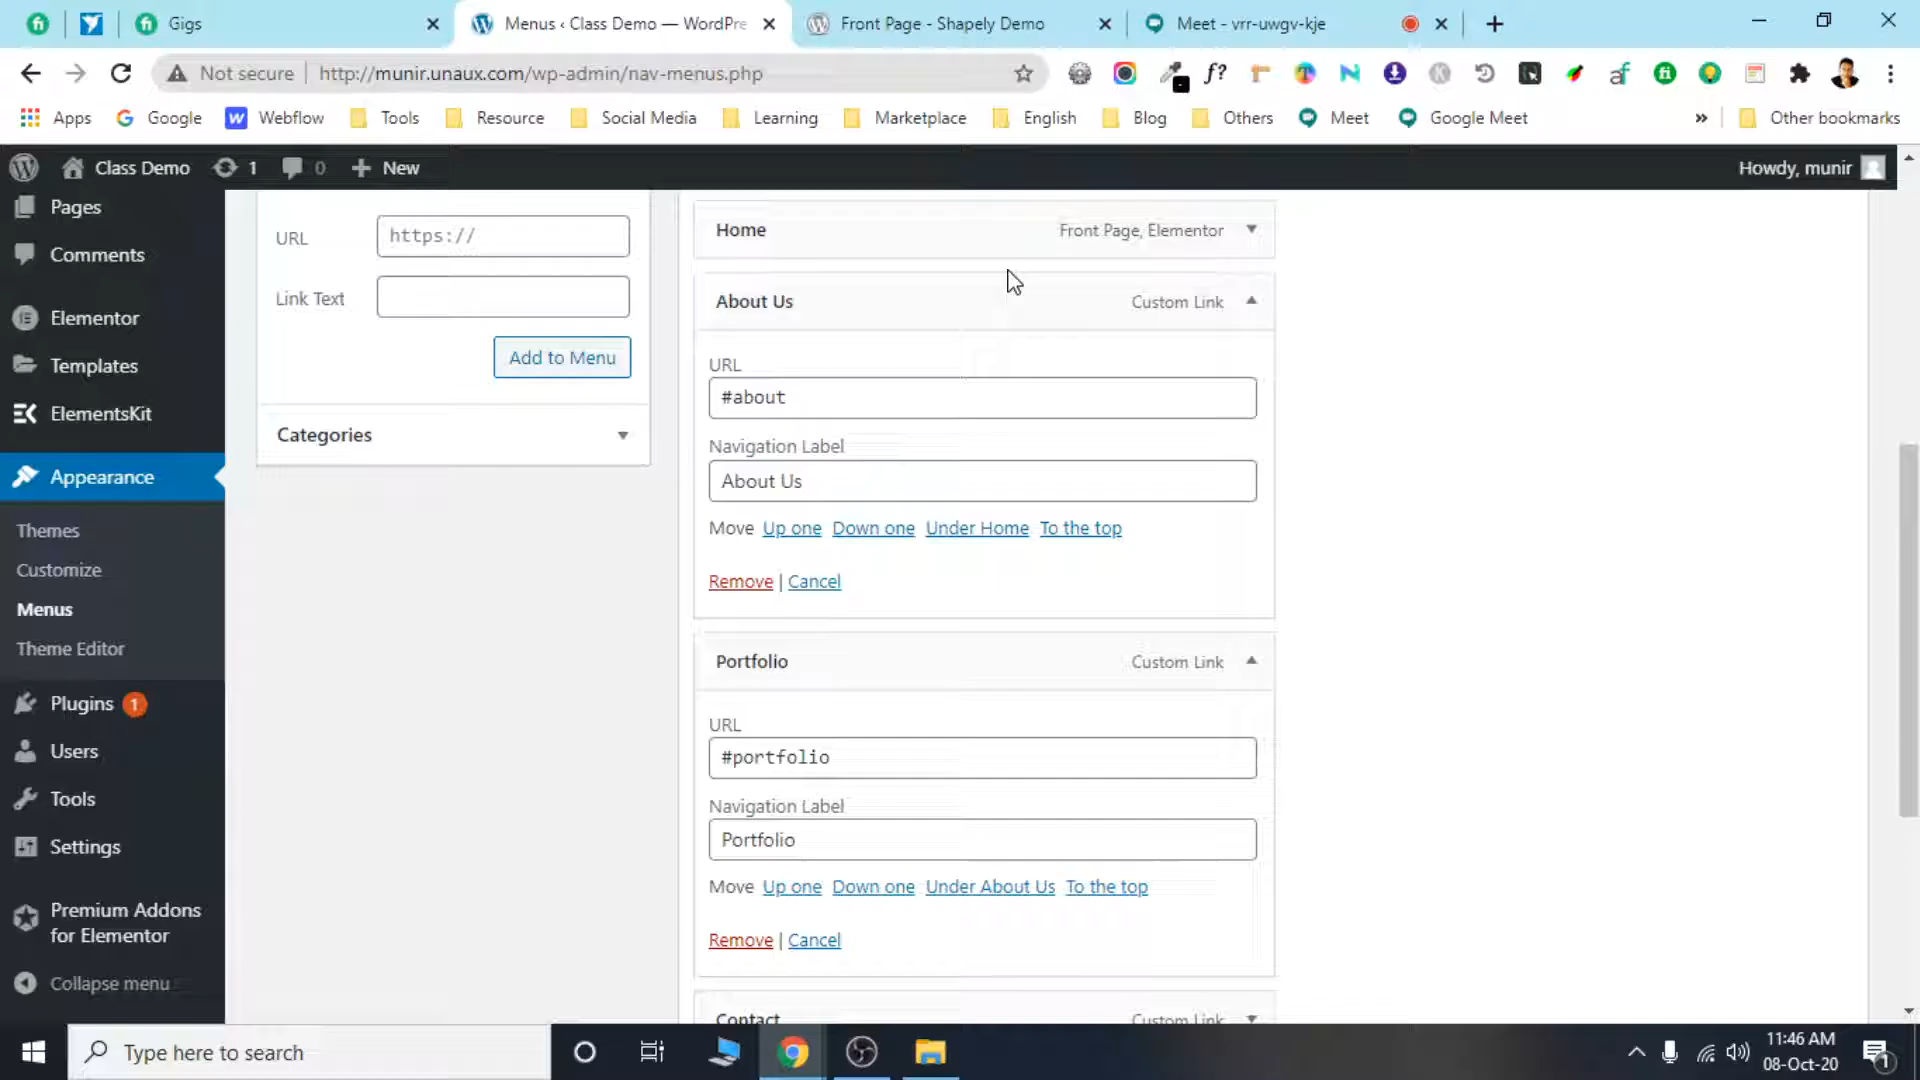 Gigs
Menus ‹ Class Demo — WordPre
Front Page - Shapely Demo
Meet - vrr-uwgv-kje
Not secure
http://munir.unaux.com/wp-admin/nav-menus.php
Apps
Google
Webflow
Tools
Resource
Social Media
Learning
Marketplace
English
Blog
Others
Meet
Google Meet
»
Other bookmarks
Class Demo
1
0
New
Howdy, munir
Pages
Comments
Elementor
Templates
ElementsKit
Appearance
Themes
Customize
Menus
Theme Editor
Plugins 1
Users
Tools
Settings
Premium Addons
for Elementor
Collapse menu
URL
https://
Link Text
Add to Menu
Categories
Home
Front Page, Elementor
About Us
Custom Link
URL
#about
Navigation Label
About Us
Move Up one Down one Under Home To the top
Remove | Cancel
Portfolio
Custom Link
URL
#portfolio
Navigation Label
Portfolio
Move Up one Down one Under About Us To the top
Remove | Cancel
Contact
Custom Link
Type here to search
11:46 AM
08-Oct-20
1